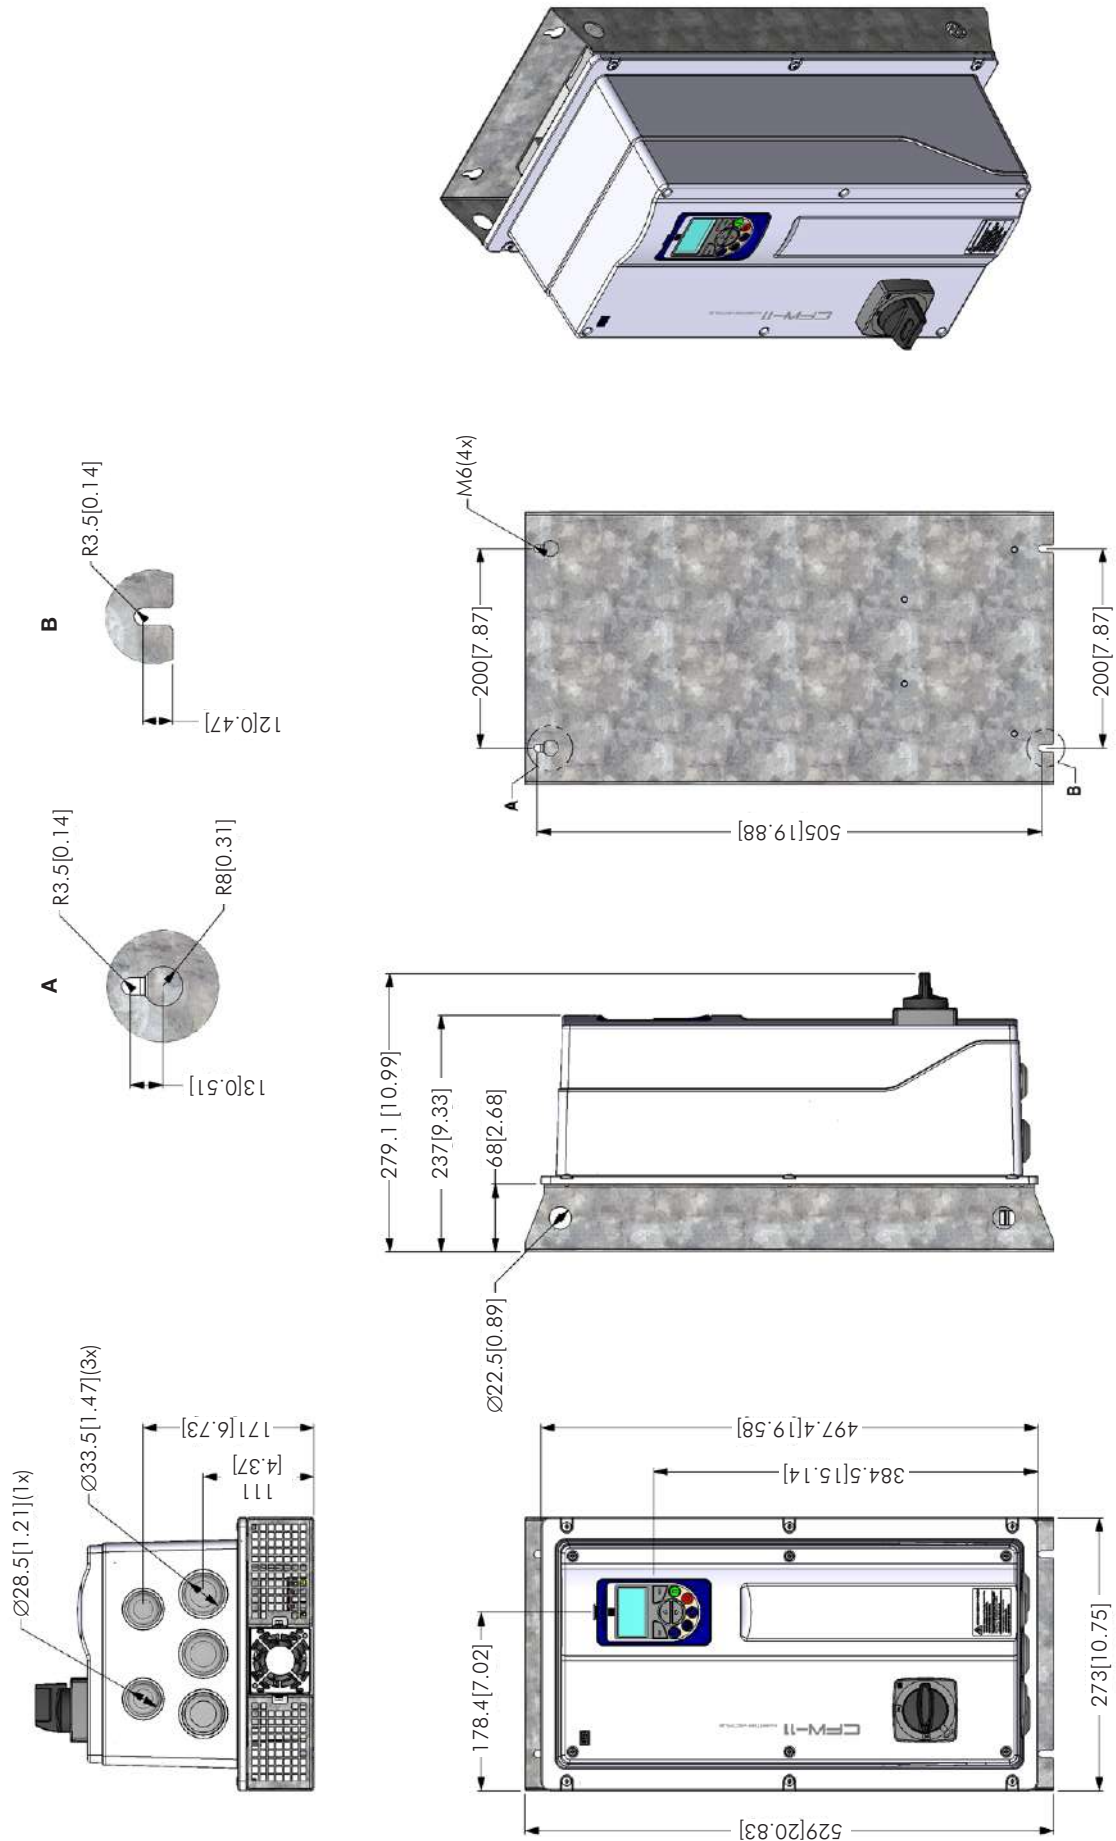 B
R3.5[0.14]
12[0.47]
A
R3.5[0.14]
R8[0.31]
13[0.51]
M6(4x)
200[7.87]
A
505[19.88]
B
200[7.87]
279.1 [10.99]
237[9.33]
68[2.68]
Ø22.5[0.89]
Ø28.5[1.21](1x)
Ø33.5[1.47](3x)
171[6.73]
111
[4.37]
178.4[7.02]
497.4[19.58]
384.5[15.14]
529[20.83]
273[10.75]
CFW-11
CFW-11